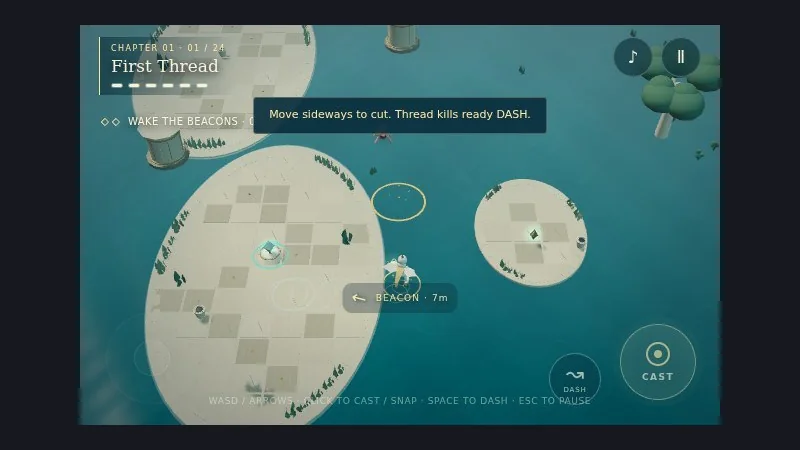 CHAPTER 01 · 01 / 24
First Thread
WAKE THE BEACONS ·
Move sideways to cut. Thread kills ready DASH.
BEACON · 7m
DASH
CAST
WASD / ARROWS · CLICK TO CAST / SNAP · SPACE TO DASH · ESC TO PAUSE